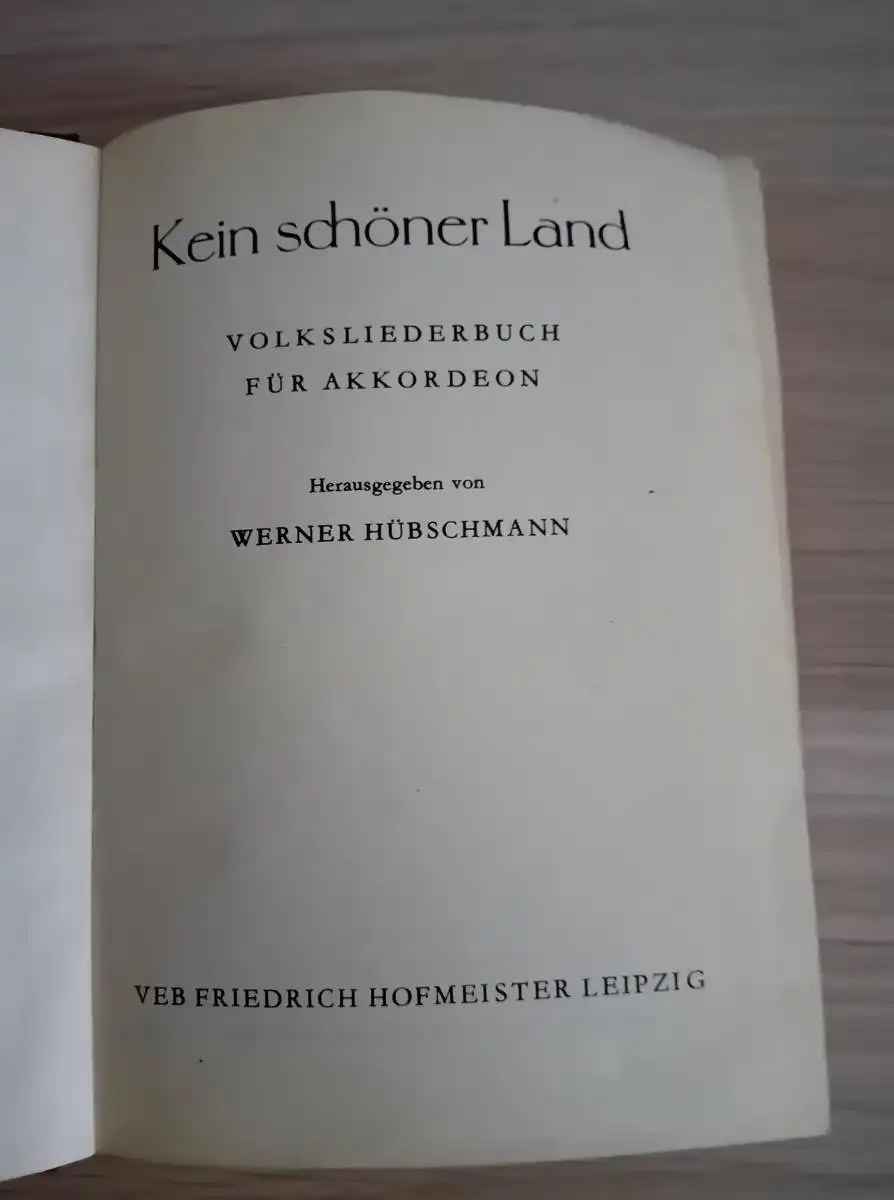 Kein schöner Land
VOLKSLIEDERBUCH
FÜR AKKORDEON
Herausgegeben von
WERNER HÜBSCHMANN
VEB FRIEDRICH HOFMEISTER LEIPZIG